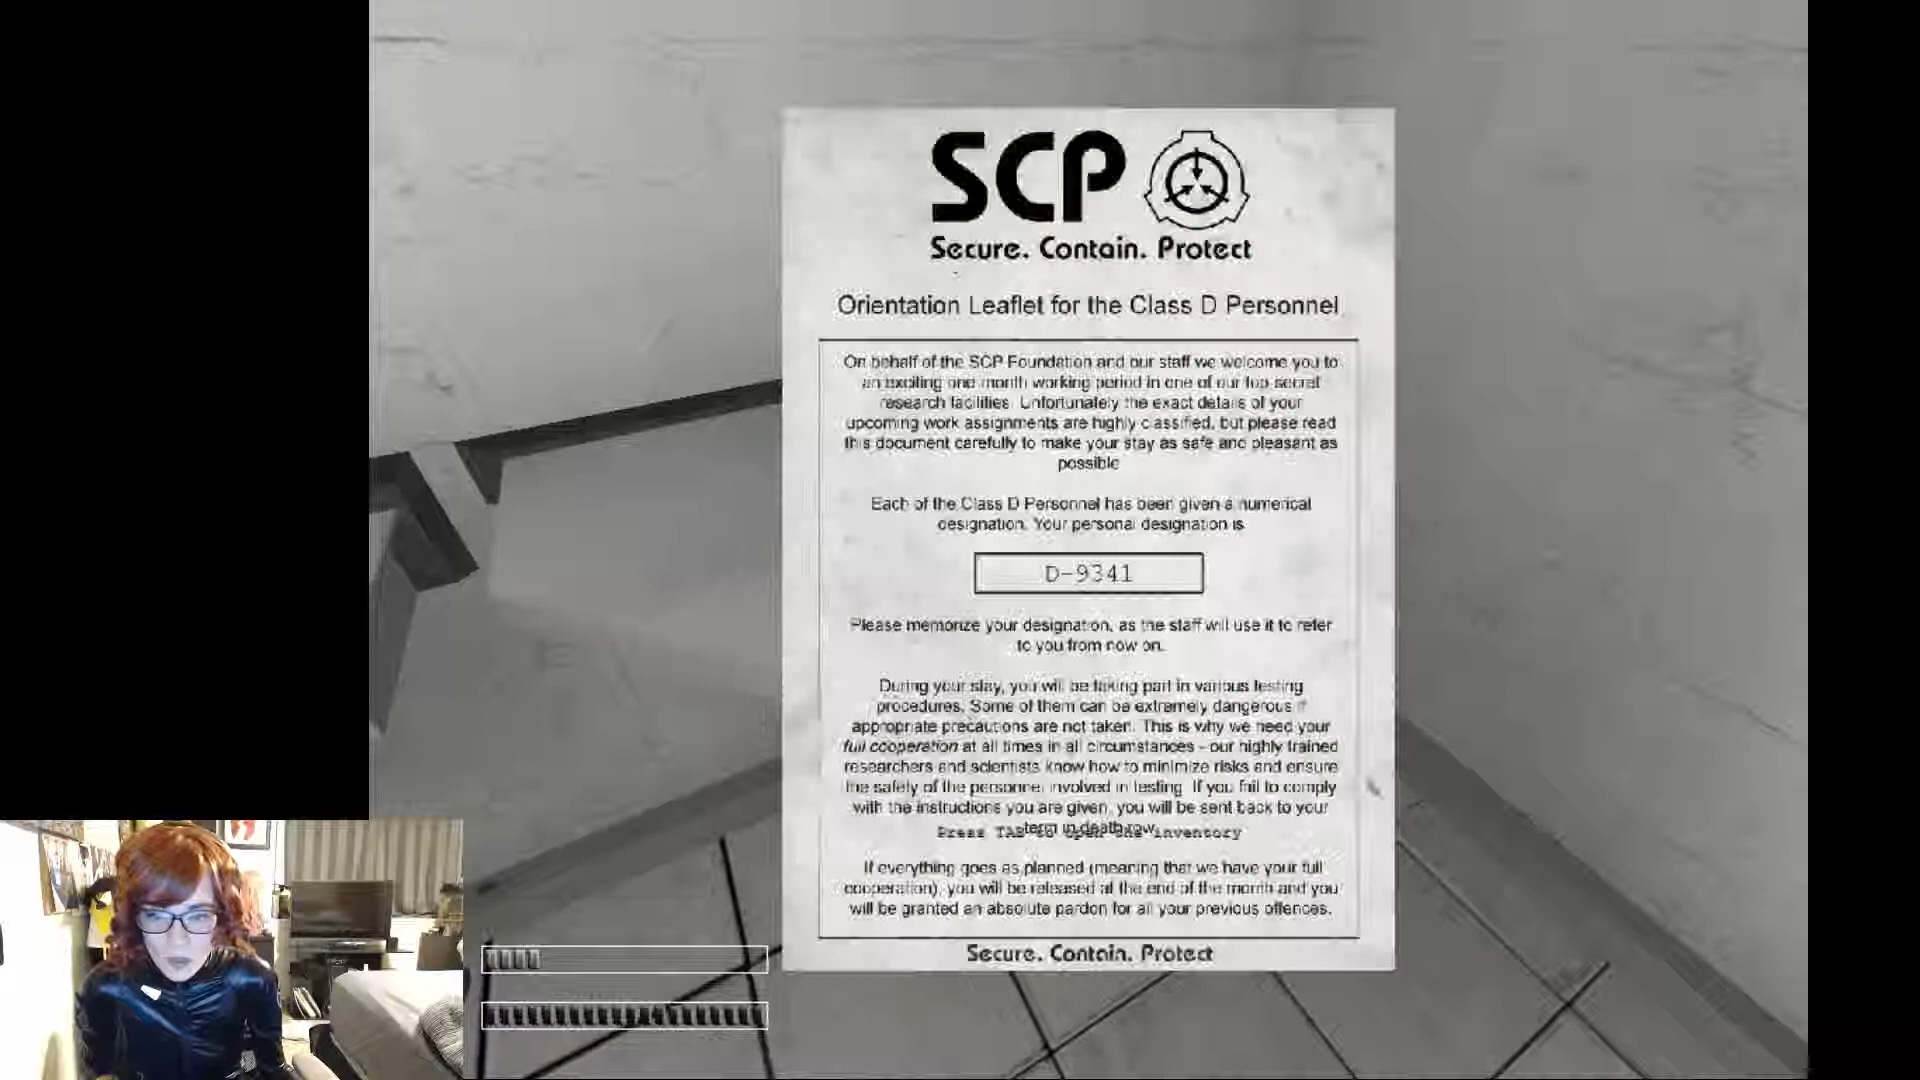 SCP
Secure. Contain. Protect
Orientation Leaflet for the Class D Personnel
On behalf of the SCP Foundation and our staff we welcome you to
an exciting one month working period in one of our top secret
research facilities. Unfortunately the exact details of your
upcoming work assignments are highly classified, but please read
this document carefully to make your stay as safe and pleasant as
possible
Each of the Class D Personnel has been given a numerical
designation. Your personal designation is
D-9341
Please memorize your designation, as the staff will use it to refer
to you from now on.
During your stay, you will be taking part in various testing
procedures. Some of them can be extremely dangerous if
appropriate precautions are not taken. This is why we need your
full cooperation at all times in all circumstances - our highly trained
researchers and scientists know how to minimize risks and ensure
the safety of the personnel involved in testing. If you fail to comply
with the instructions you are given, you will be sent back to your
term in death row.
Press TAB to open the inventory
If everything goes as planned (meaning that we have your full
cooperation), you will be released at the end of the month and you
will be granted an absolute pardon for all your previous offences.
Secure. Contain. Protect